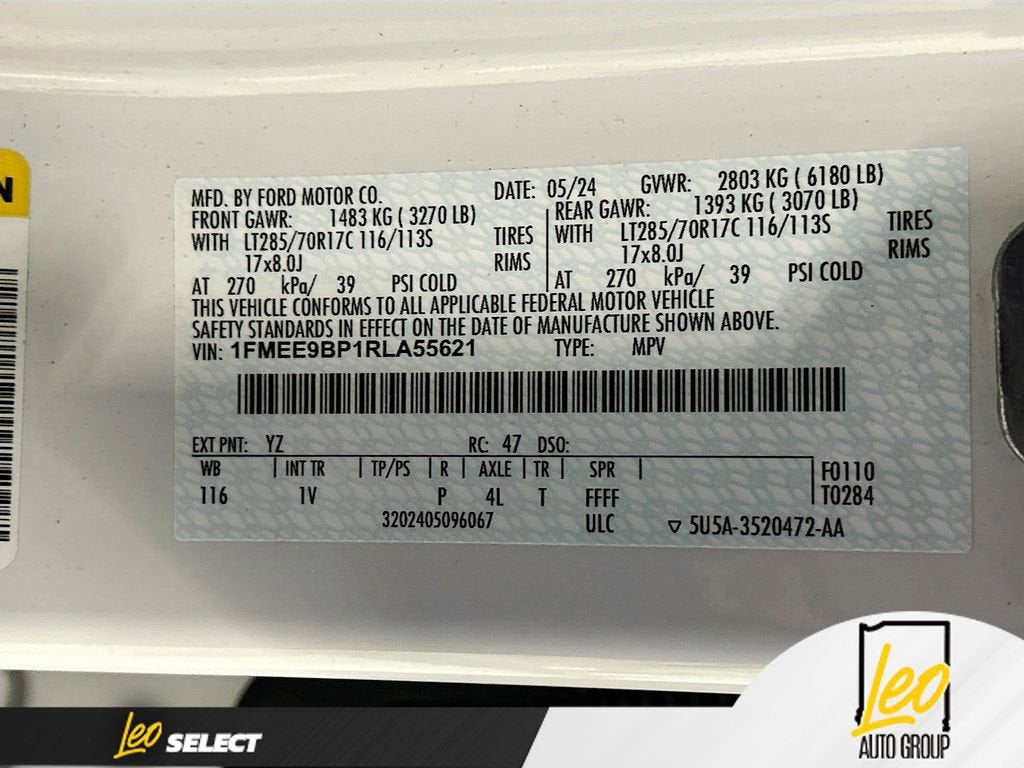 N
MFD. BY FORD MOTOR CO. DATE: 05/24 GVWR: 2803 KG ( 6180 LB)
FRONT GAWR: 1483 KG ( 3270 LB) REAR GAWR: 1393 KG ( 3070 LB)
WITH LT285/70R17C 116/113S TIRES WITH LT285/70R17C 116/113S TIRES
17x8.0J RIMS 17x8.0J RIMS
AT 270 kPa/ 39 PSI COLD AT 270 kPa/ 39 PSI COLD
THIS VEHICLE CONFORMS TO ALL APPLICABLE FEDERAL MOTOR VEHICLE
SAFETY STANDARDS IN EFFECT ON THE DATE OF MANUFACTURE SHOWN ABOVE.
VIN: 1FMEE9BP1RLA55621 TYPE: MPV
EXT PNT: YZ RC: 47 DSO:
WB INT TR TP/PS R AXLE TR SPR F0110
116 1V P 4L T FFFF T0284
3202405096067 ULC ▽ 5U5A-3520472-AA
Leo
AUTO GROUP
Leo SELECT